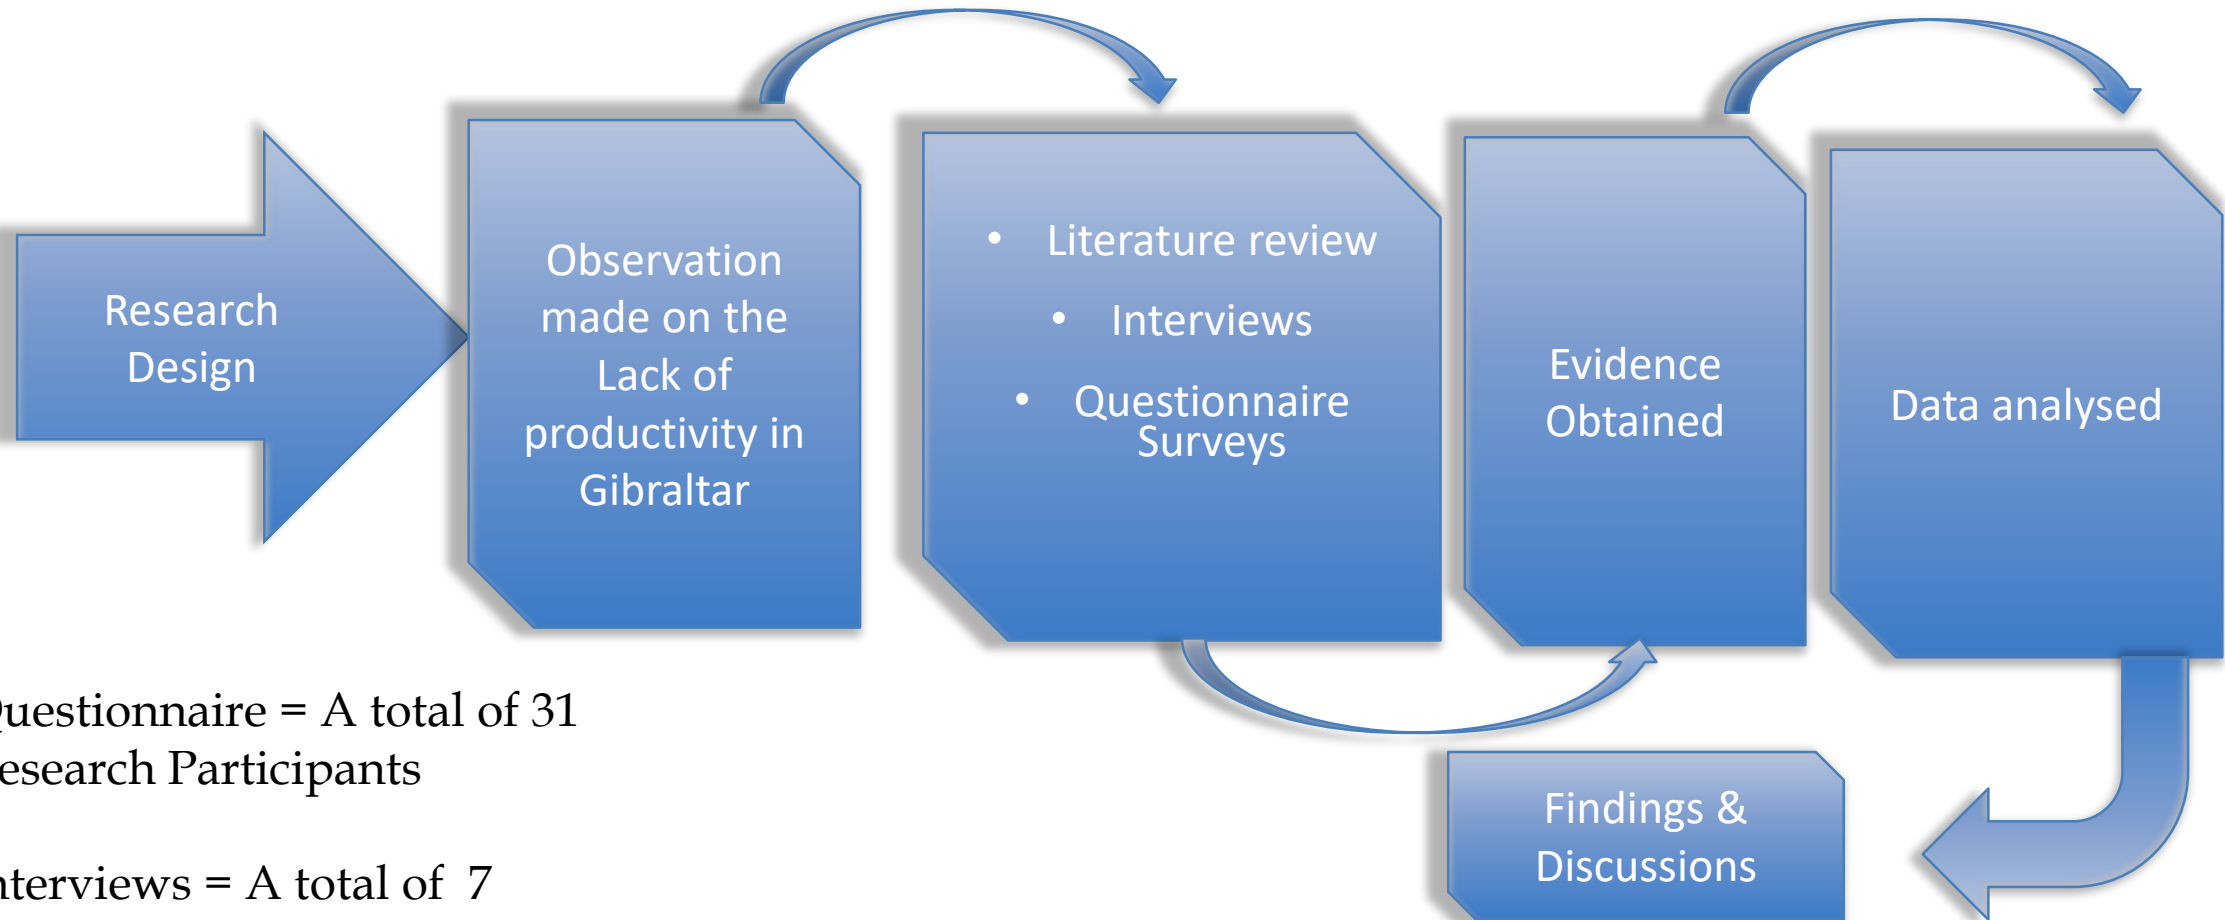 Research
Design
Observation
made on the
Lack of
productivity in
Gibraltar
• Literature review
• Interviews
• Questionnaire
Surveys
Evidence
Obtained
Data analysed
Findings &
Discussions
uestionnaire = A total of 31
esearch Participants
nterviews = A total of 7